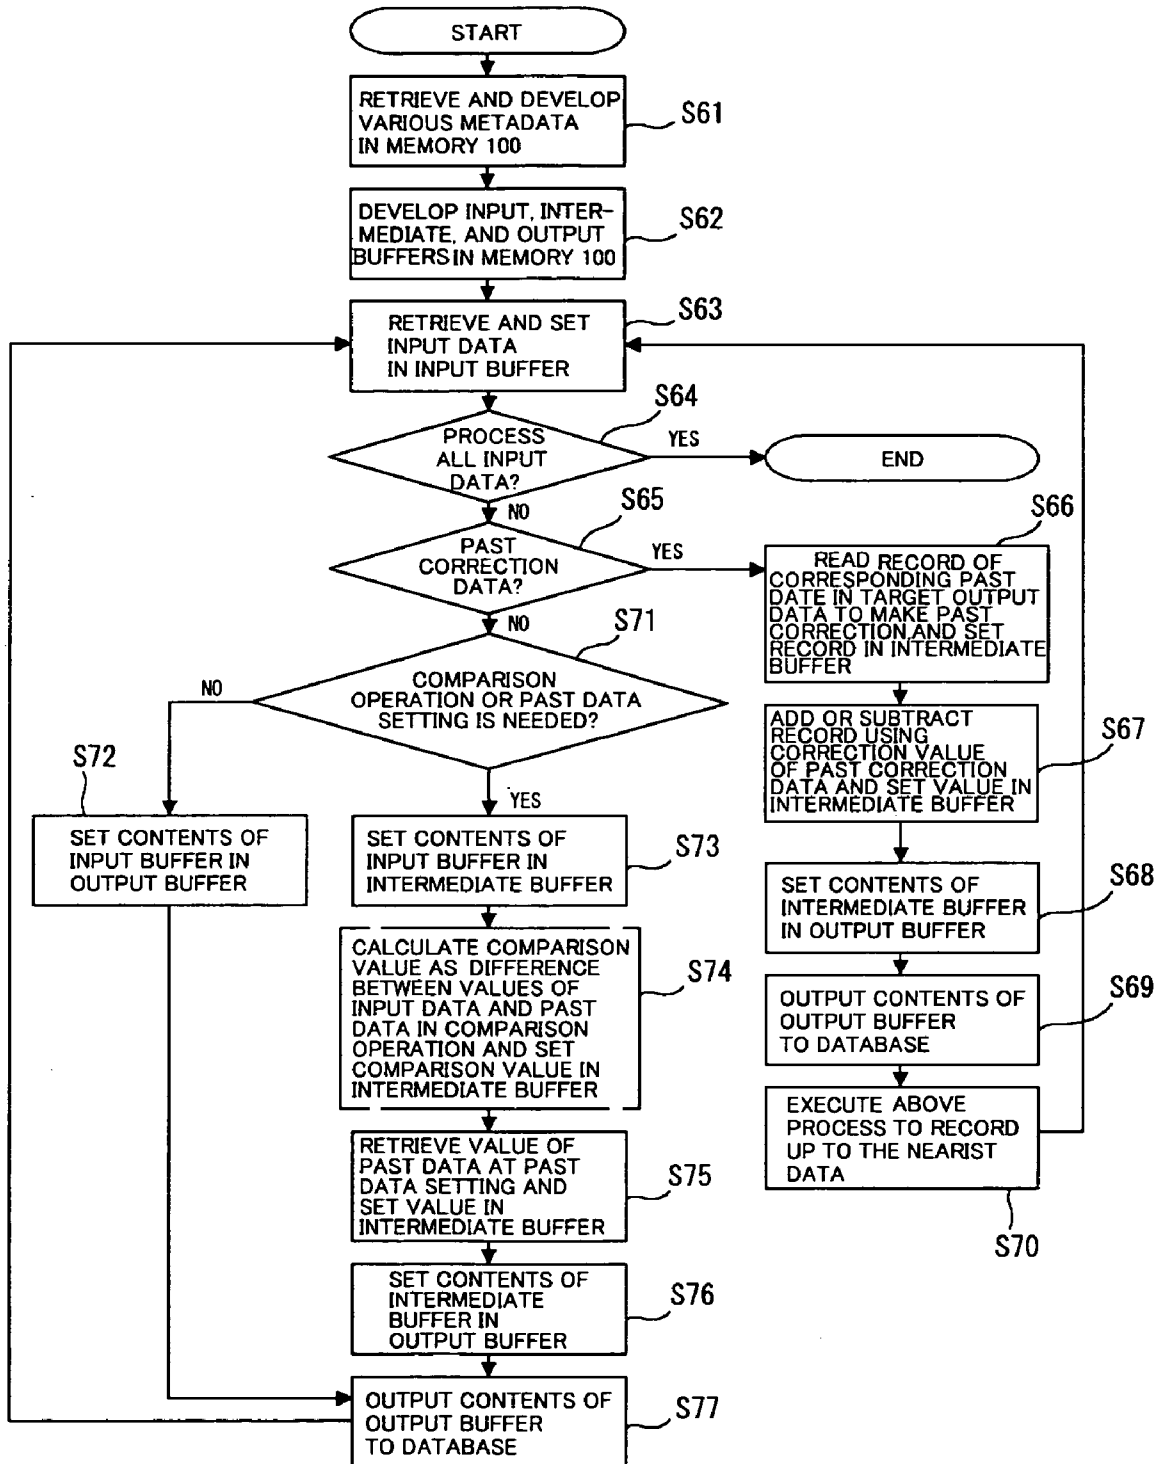 START
RETRIEVE AND DEVELOP
VARIOUS METADATA
IN MEMORY 100
S61
DEVELOP INPUT, INTER-
MEDIATE, AND OUTPUT
BUFFERS IN MEMORY 100
S62
RETRIEVE AND SET
INPUT DATA
IN INPUT BUFFER
S63
PROCESS
ALL INPUT
DATA?
S64
YES
END
NO
PAST
CORRECTION
DATA?
S65
YES
READ RECORD OF
CORRESPONDING PAST
DATE IN TARGET OUTPUT
DATA TO MAKE PAST
CORRECTION, AND SET
RECORD IN INTERMEDIATE
BUFFER
S66
NO
COMPARISON
OPERATION OR PAST DATA
SETTING IS NEEDED?
S71
NO
YES
ADD OR SUBTRACT
RECORD USING
CORRECTION VALUE
OF PAST CORRECTION
DATA AND SET VALUE IN
INTERMEDIATE BUFFER
S67
S72
SET CONTENTS OF
INPUT BUFFER IN
OUTPUT BUFFER
SET CONTENTS OF
INPUT BUFFER IN
INTERMEDIATE BUFFER
S73
SET CONTENTS OF
INTERMEDIATE BUFFER
IN OUTPUT BUFFER
S68
CALCULATE COMPARISON
VALUE AS DIFFERENCE
BETWEEN VALUES OF
INPUT DATA AND PAST
DATA IN COMPARISON
OPERATION AND SET
COMPARISON VALUE IN
INTERMEDIATE BUFFER
S74
OUTPUT CONTENTS OF
OUTPUT BUFFER
TO DATABASE
S69
EXECUTE ABOVE
PROCESS TO RECORD
UP TO THE NEARIST
DATA
S70
RETRIEVE VALUE OF
PAST DATA AT PAST
DATA SETTING AND
SET VALUE IN
INTERMEDIATE BUFFER
S75
SET CONTENTS OF
INTERMEDIATE
BUFFER IN
OUTPUT BUFFER
S76
OUTPUT CONTENTS OF
OUTPUT BUFFER
TO DATABASE
S77